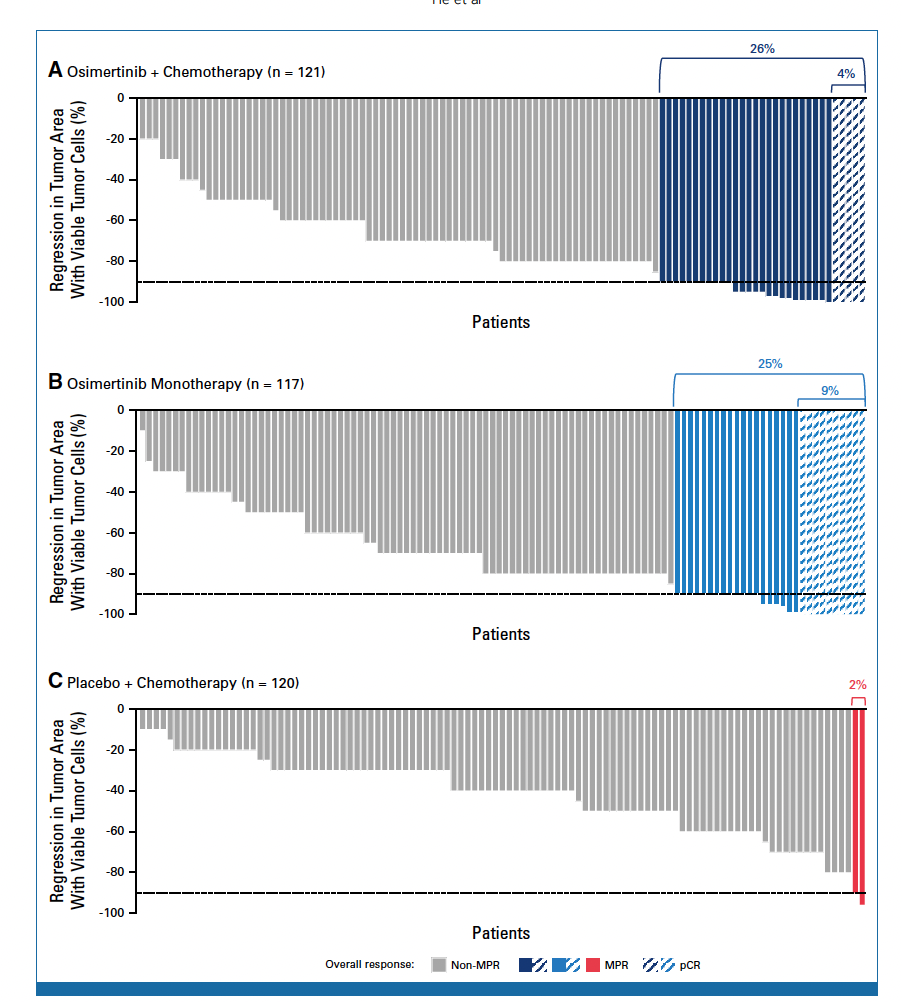 He et al
A Osimertinib + Chemotherapy (n = 121)
26%
4%
Regression in Tumor Area
With Viable Tumor Cells (%)
0
-20
-40
-60
-80
-100
Patients
B Osimertinib Monotherapy (n = 117)
25%
9%
Regression in Tumor Area
With Viable Tumor Cells (%)
0
-20
-40
-60
-80
-100
Patients
C Placebo + Chemotherapy (n = 120)
2%
Regression in Tumor Area
With Viable Tumor Cells (%)
0
-20
-40
-60
-80
-100
Patients
Overall response: Non-MPR MPR pCR